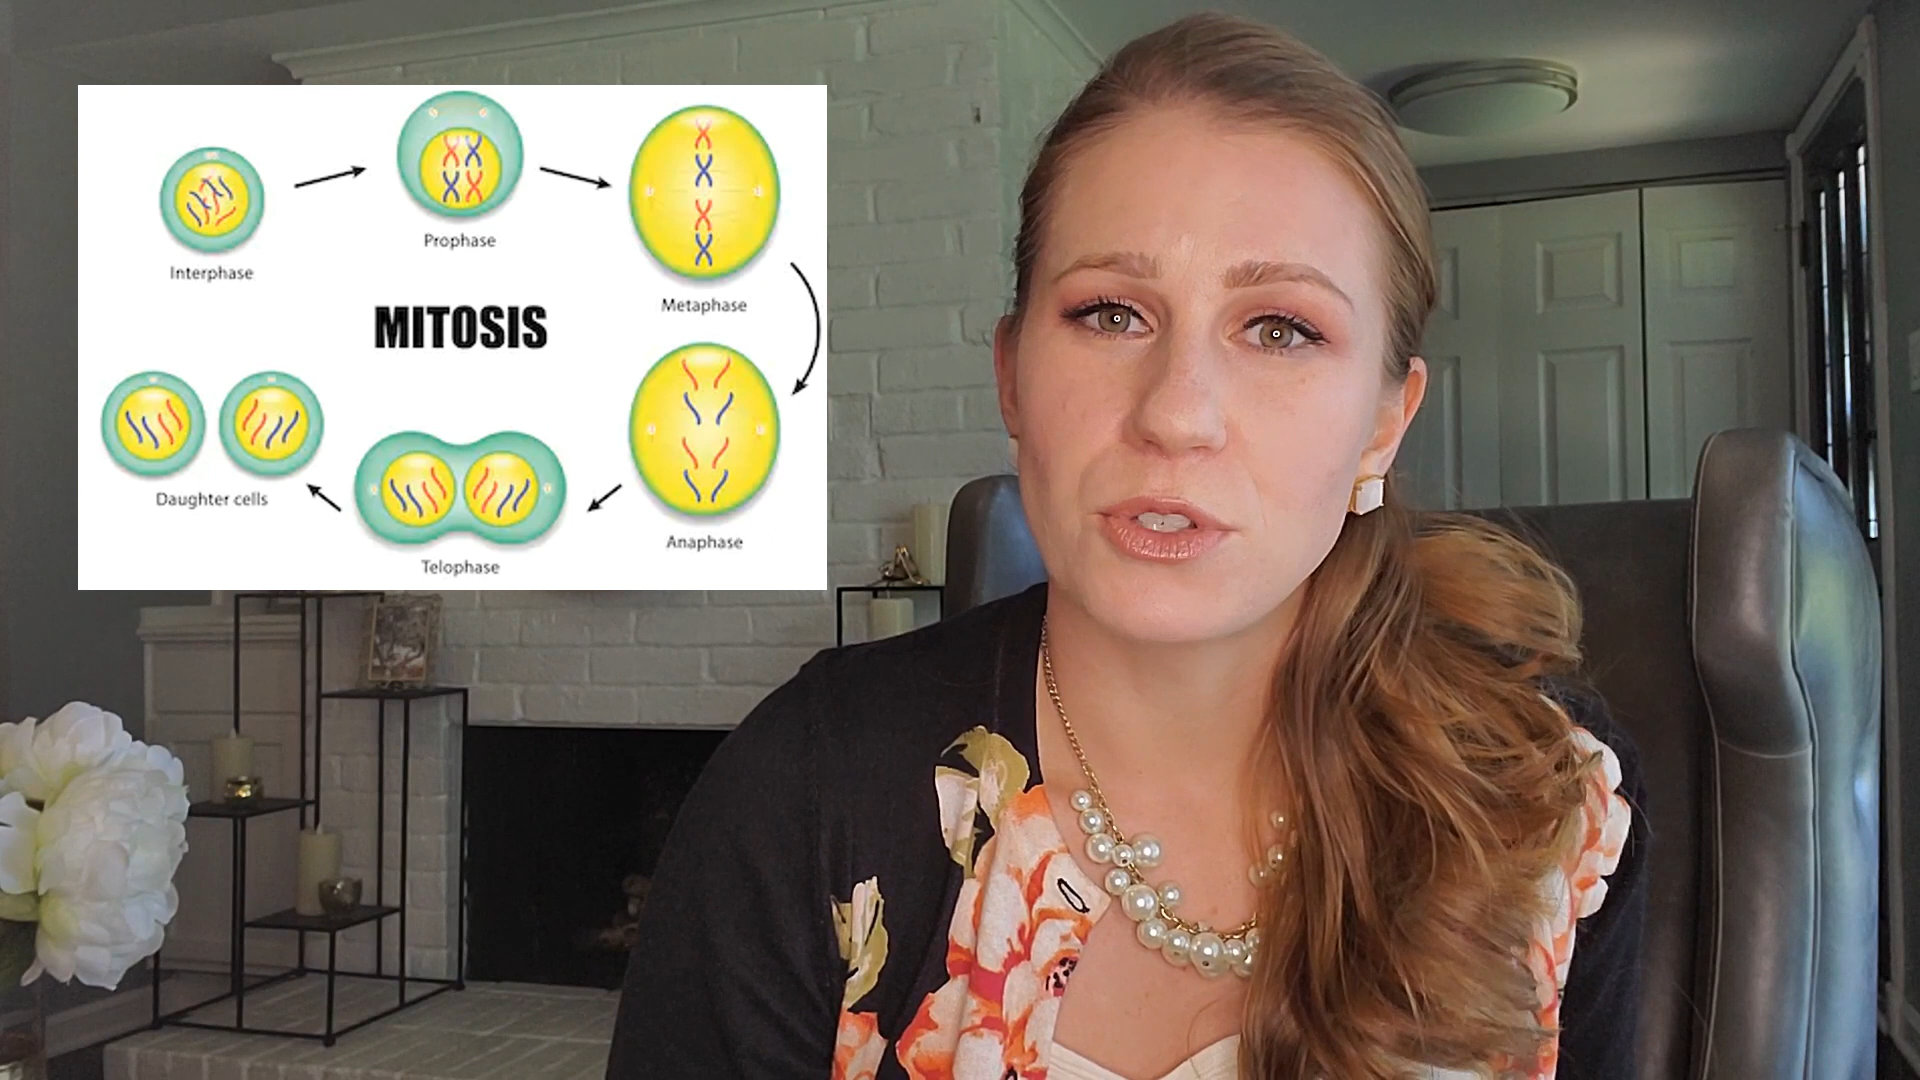 Interphase
Prophase
Metaphase
MITOSIS
Daughter cells
Telophase
Anaphase